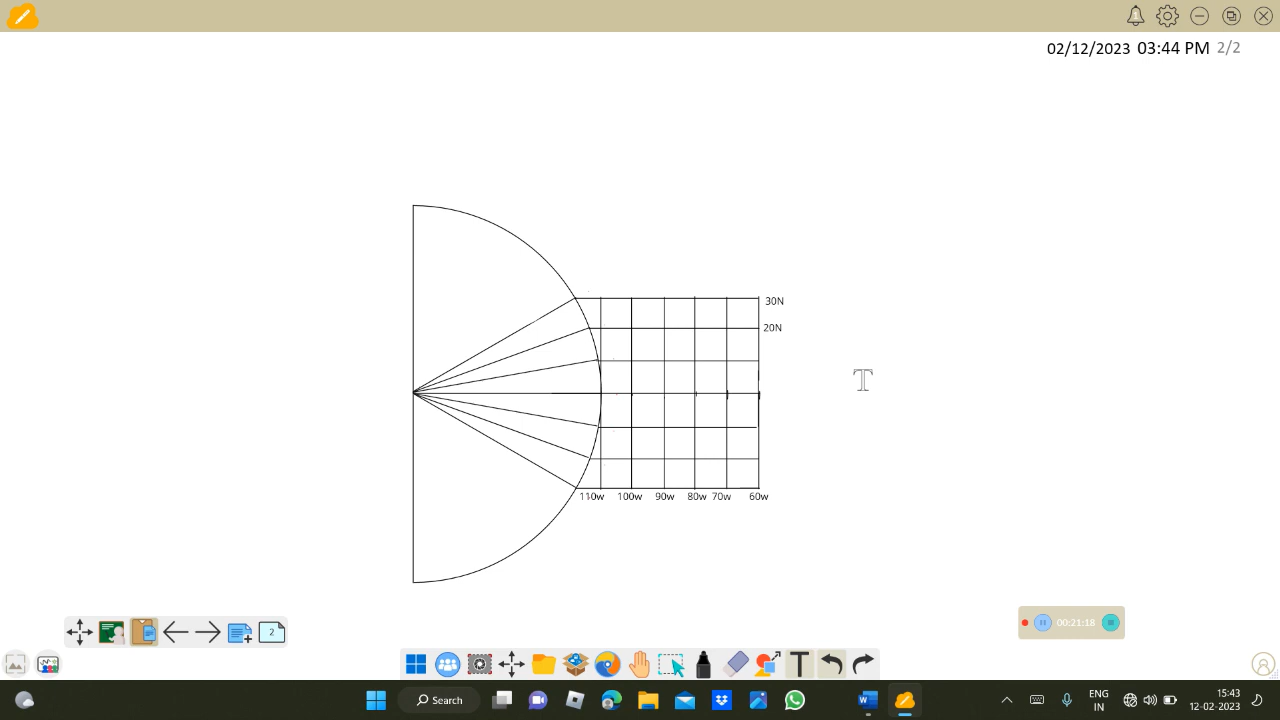 02/12/2023 03:44 PM 2/2
30N
20N
110w 100w 90w 80w 70w 60w
00:21:18
2
T
Search
ENG
IN
15:43
12-02-2023